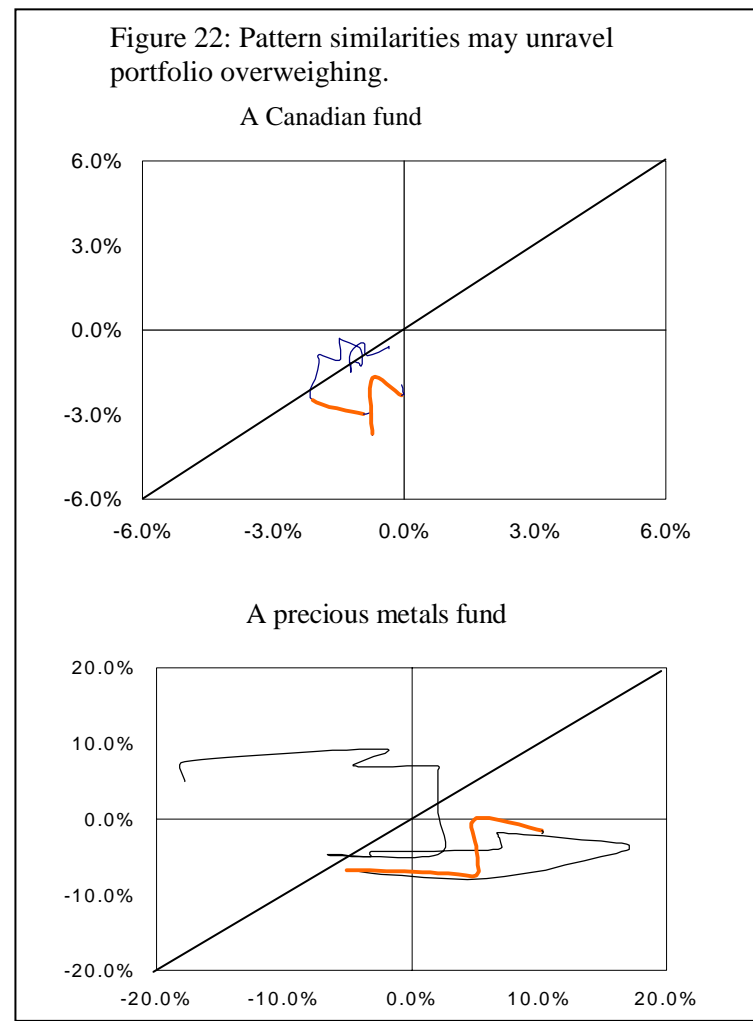 Figure 22: Pattern similarities may unravel
portfolio overweighing.
A Canadian fund
6.0%
3.0%
0.0%
-3.0%
-6.0%
-6.0% -3.0% 0.0% 3.0% 6.0%
A precious metals fund
20.0%
10.0%
0.0%
-10.0%
-20.0%
-20.0% -10.0% 0.0% 10.0% 20.0%